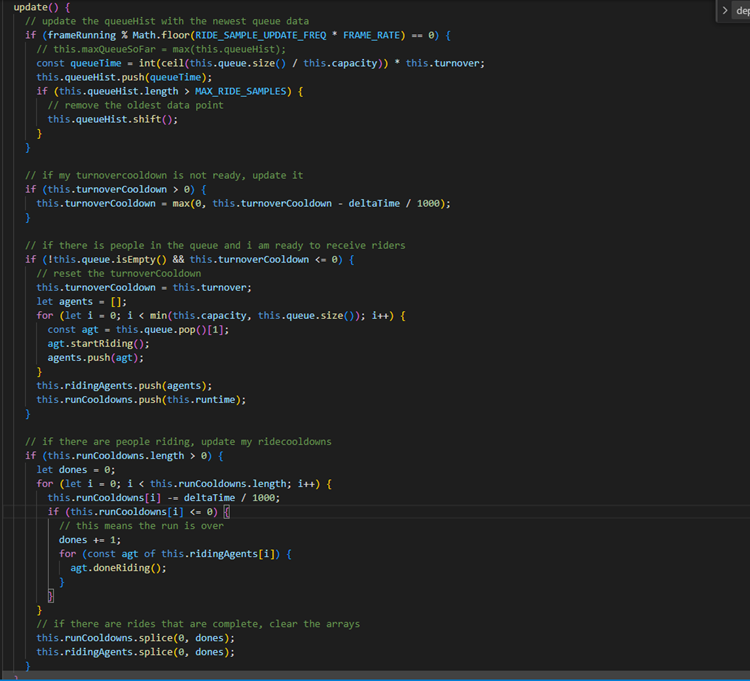 update() {
// update the queueHist with the newest queue data
if (frameRunning % Math.floor(RIDE_SAMPLE_UPDATE_FREQ * FRAME_RATE) == 0) {
// this.maxQueueSoFar = max(this.queueHist);
const queueTime = int(ceil(this.queue.size() / this.capacity)) * this.turnover;
this.queueHist.push(queueTime);
if (this.queueHist.length > MAX_RIDE_SAMPLES) {
// remove the oldest data point
this.queueHist.shift();
}
}
// if my turnovercooldown is not ready, update it
if (this.turnoverCooldown > 0) {
this.turnoverCooldown = max(0, this.turnoverCooldown - deltaTime / 1000);
}
// if there is people in the queue and i am ready to receive riders
if (!this.queue.isEmpty() && this.turnoverCooldown <= 0) {
// reset the turnoverCooldown
this.turnoverCooldown = this.turnover;
let agents = [];
for (let i = 0; i < min(this.capacity, this.queue.size()); i++) {
const agt = this.queue.pop()[1];
agt.startRiding();
agents.push(agt);
}
this.ridingAgents.push(agents);
this.runCooldowns.push(this.runtime);
}
// if there are people riding, update my ridecooldowns
if (this.runCooldowns.length > 0) {
let dones = 0;
for (let i = 0; i < this.runCooldowns.length; i++) {
this.runCooldowns[i] -= deltaTime / 1000;
if (this.runCooldowns[i] <= 0) {
// this means the run is over
dones += 1;
for (const agt of this.ridingAgents[i]) {
agt.doneRiding();
}
}
}
// if there are rides that are complete, clear the arrays
this.runCooldowns.splice(0, dones);
this.ridingAgents.splice(0, dones);
}
> dep